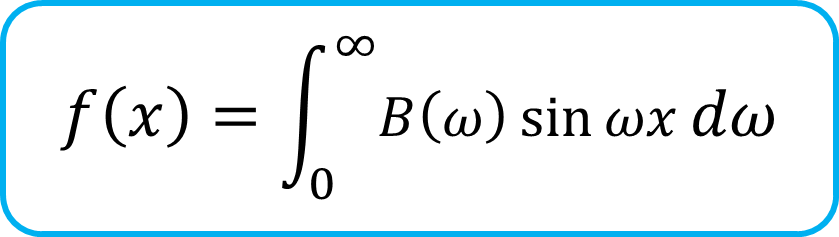 f(x) = ∫₀^∞ B(ω) sin ωx dω